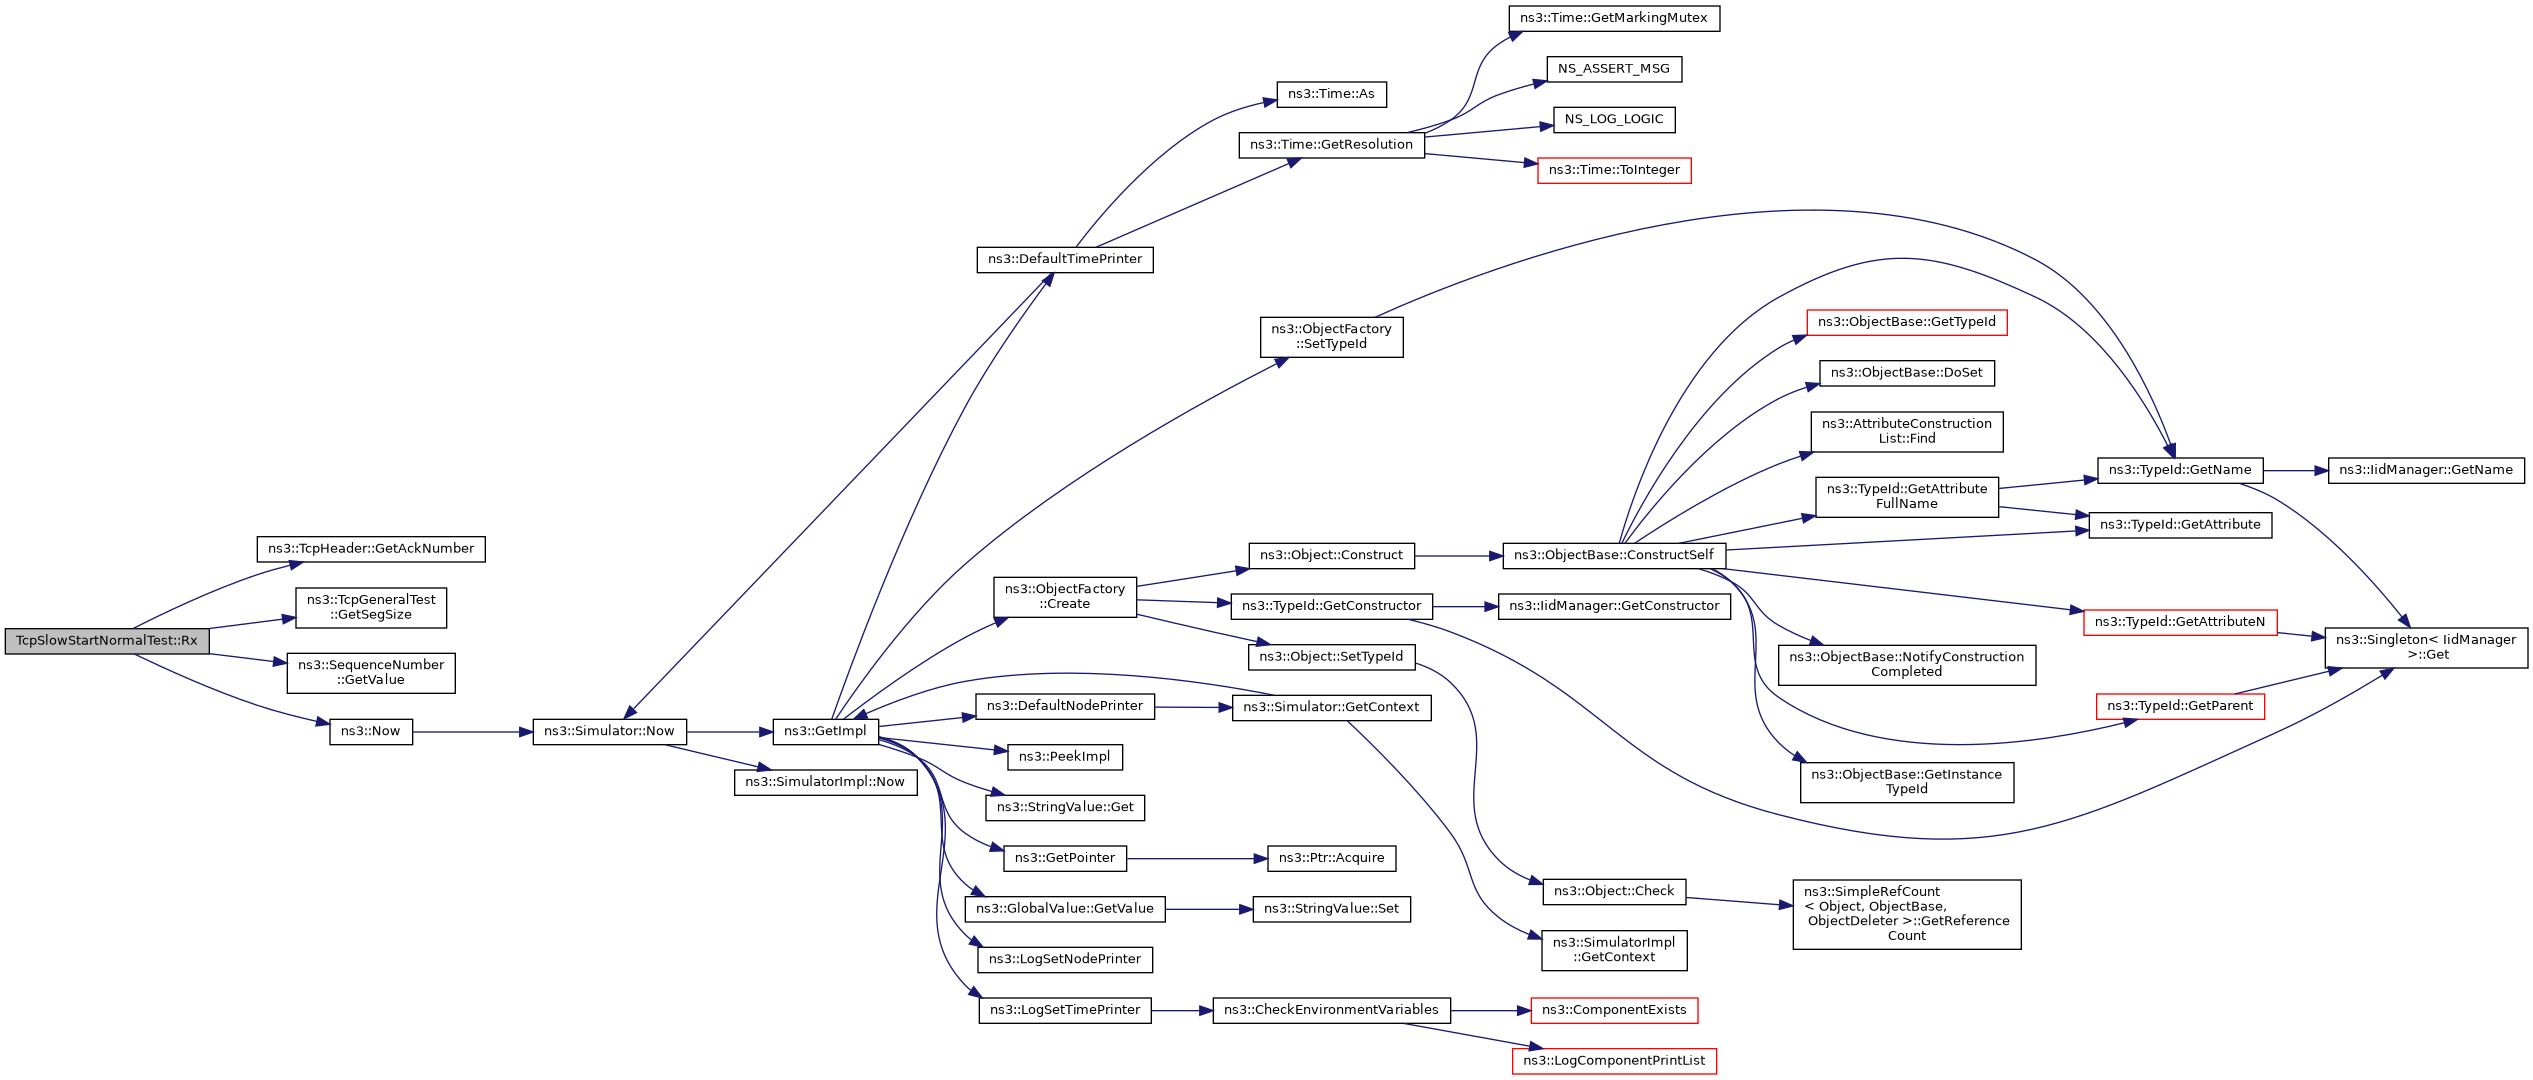 TcpSlowStartNormalTest::Rx
ns3::TcpHeader::GetAckNumber
ns3::TcpGeneralTest
::GetSegSize
ns3::SequenceNumber
::GetValue
ns3::Now
ns3::Simulator::Now
ns3::GetImpl
ns3::SimulatorImpl::Now
ns3::DefaultTimePrinter
ns3::Time::As
ns3::Time::GetResolution
ns3::Time::GetMarkingMutex
NS_ASSERT_MSG
NS_LOG_LOGIC
ns3::Time::ToInteger
ns3::ObjectFactory
::SetTypeId
ns3::ObjectFactory
::Create
ns3::Object::Construct
ns3::TypeId::GetConstructor
ns3::Object::SetTypeId
ns3::DefaultNodePrinter
ns3::Simulator::GetContext
ns3::PeekImpl
ns3::StringValue::Get
ns3::GetPointer
ns3::Ptr::Acquire
ns3::GlobalValue::GetValue
ns3::StringValue::Set
ns3::LogSetNodePrinter
ns3::LogSetTimePrinter
ns3::CheckEnvironmentVariables
ns3::ComponentExists
ns3::LogComponentPrintList
ns3::ObjectBase::ConstructSelf
ns3::IidManager::GetConstructor
ns3::Object::Check
ns3::SimulatorImpl
::GetContext
ns3::ObjectBase::GetTypeId
ns3::ObjectBase::DoSet
ns3::AttributeConstruction
List::Find
ns3::TypeId::GetAttribute
FullName
ns3::ObjectBase::NotifyConstruction
Completed
ns3::ObjectBase::GetInstance
TypeId
ns3::SimpleRefCount
< Object, ObjectBase,
ObjectDeleter >::GetReference
Count
ns3::TypeId::GetName
ns3::TypeId::GetAttribute
ns3::TypeId::GetAttributeN
ns3::TypeId::GetParent
ns3::IidManager::GetName
ns3::Singleton< IidManager
>::Get